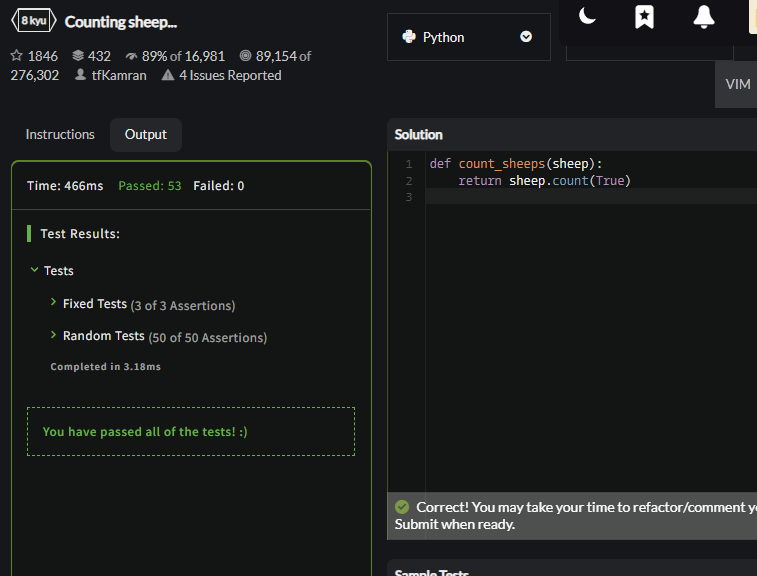 8 kyu Counting sheep...
1846 432 89% of 16,981 89,154 of
276,302 tfKamran 4 Issues Reported
Python
VIM
Instructions Output
Time: 466ms Passed: 53 Failed: 0
Test Results:
Tests
Fixed Tests (3 of 3 Assertions)
Random Tests (50 of 50 Assertions)
Completed in 3.18ms
You have passed all of the tests! :)
Solution
1 def count_sheeps(sheep):
2     return sheep.count(True)
3
Correct! You may take your time to refactor/comment
Submit when ready.
Sample Tests